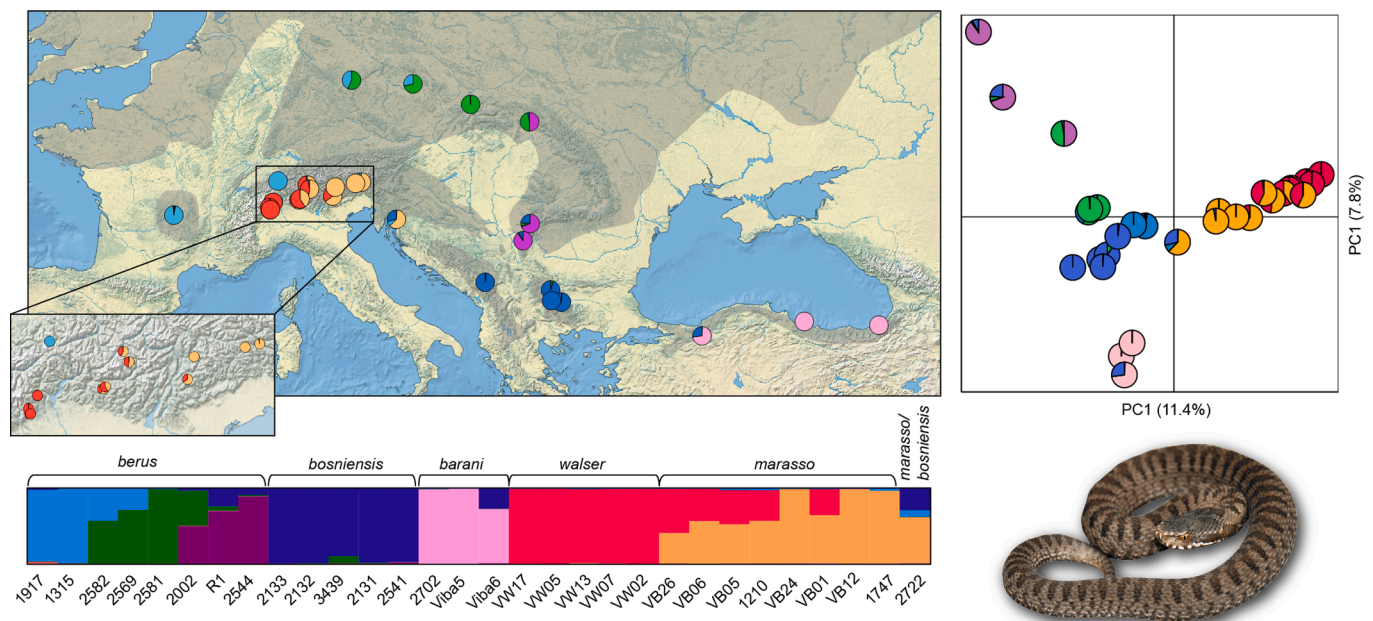 PC1 (7.8%)
PC1 (11.4%)
berus
bosniensis
barani
walser
marasso
marasso/
bosniensis
1917
1315
2582
2569
2581
2002
R1
2544
2133
2132
3439
2131
2541
2702
Viba5
Viba6
VW17
VW05
VW13
VW07
VW02
VB26
VB06
VB05
1210
VB24
VB01
VB12
1747
2722